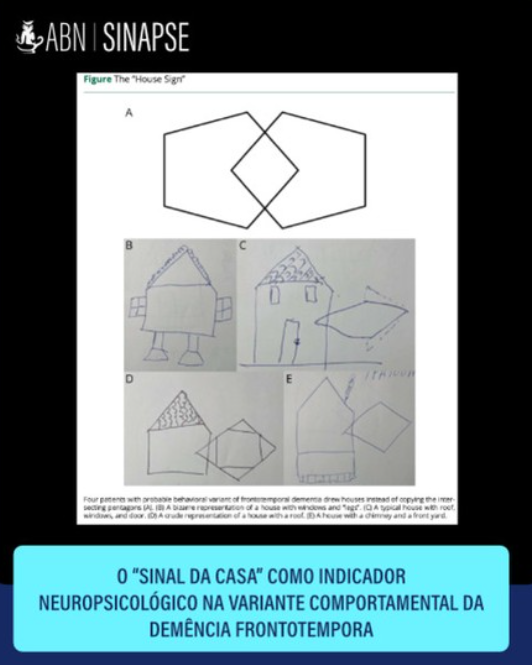 ABN | SINAPSE
Figure The "House Sign"
A
B
C
D
E
Four patients with probable behavioral variant of frontotemporal dementia drew houses instead of copying the inter-
secting pentagons (A). (B) A bizarre representation of a house with windows and "legs". (C) A typical house with roof,
windows, and door. (D) A crude representation of a house with a roof. (E) A house with a chimney and a front yard.
O "SINAL DA CASA" COMO INDICADOR
NEUROPSICOLÓGICO NA VARIANTE COMPORTAMENTAL DA
DEMÊNCIA FRONTOTEMPORA